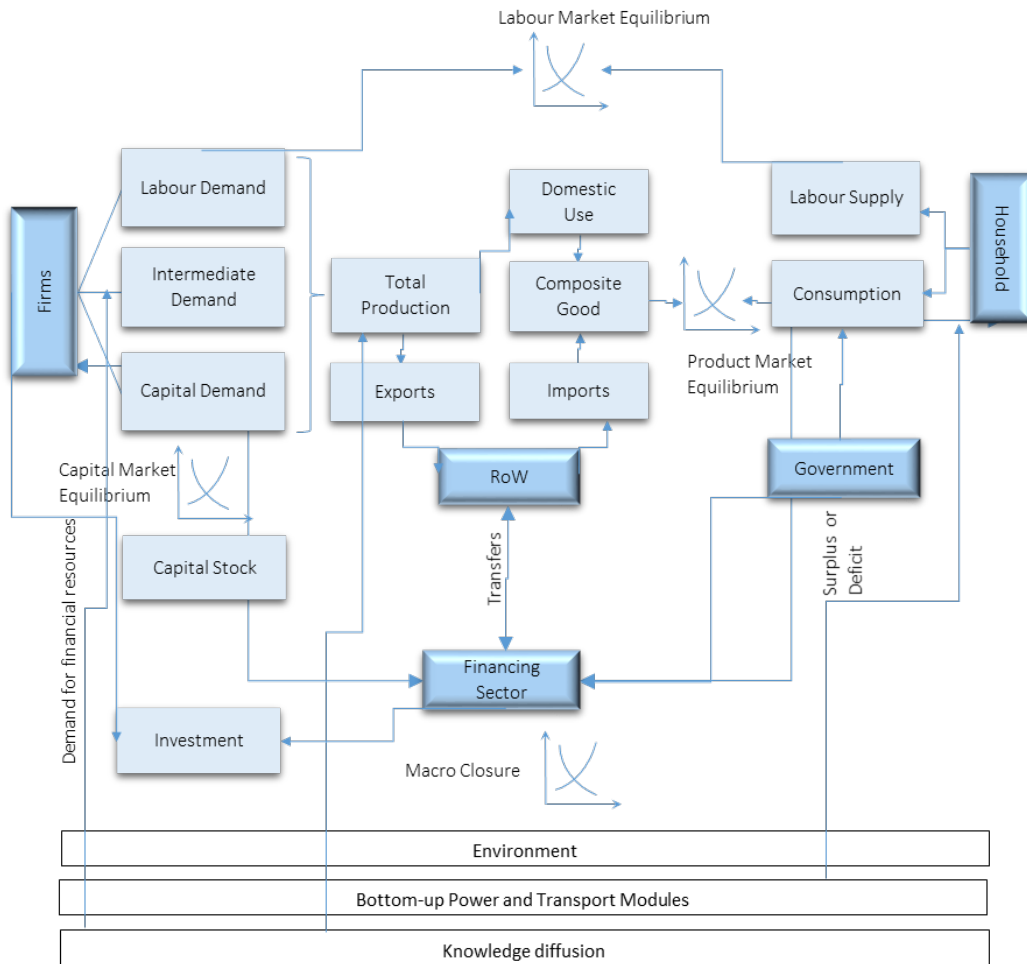 Labour Market Equilibrium
Labour Demand
Domestic
Use
Labour Supply
Household
Firms
Intermediate
Demand
Total
Production
Composite
Good
Consumption
Product Market
Equilibrium
Capital Demand
Exports
Imports
Capital Market
Equilibrium
RoW
Government
Capital Stock
Transfers
Surplus or
Deficit
Demand for financial resources
Financing
Sector
Investment
Macro Closure
Environment
Bottom-up Power and Transport Modules
Knowledge diffusion